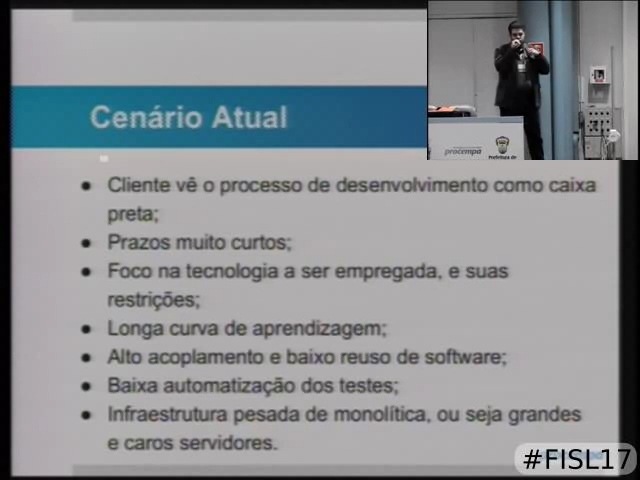 Cenário Atual
procempa
Prefeitura de
● Cliente vê o processo de desenvolvimento como caixa
preta;
● Prazos muito curtos;
● Foco na tecnologia a ser empregada, e suas
restrições;
● Longa curva de aprendizagem;
● Alto acoplamento e baixo reuso de software;
● Baixa automatização dos testes;
● Infraestrutura pesada de monolítica, ou seja grandes
e caros servidores.
#FISL17